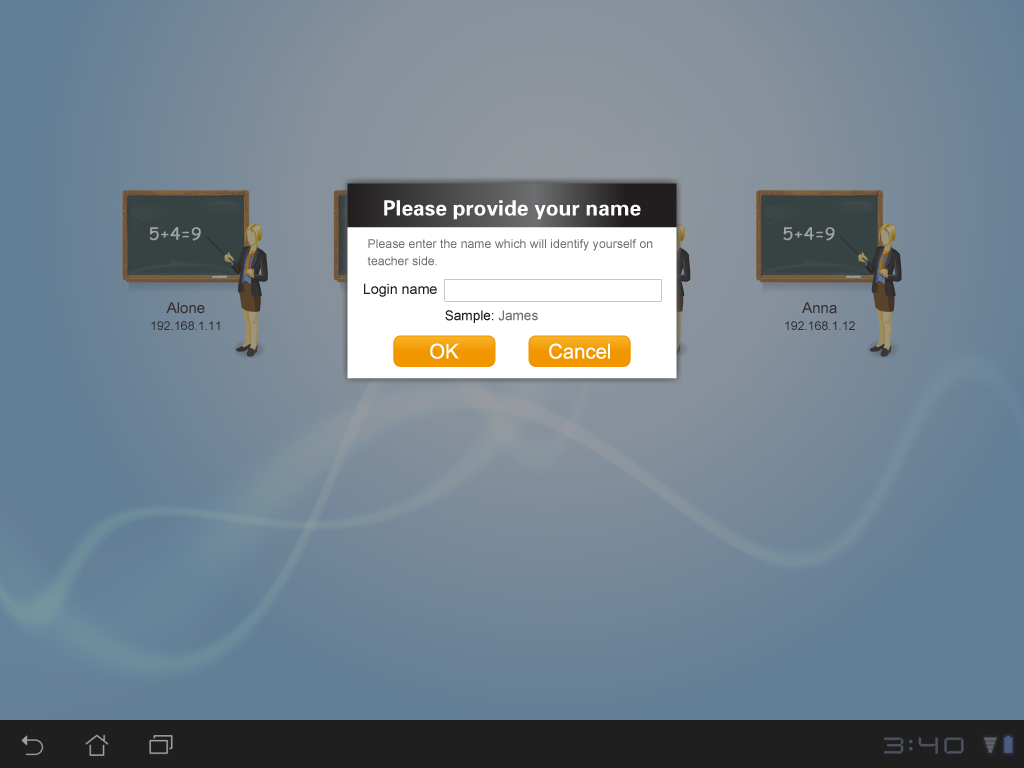 Please provide your name
5+4=9
5+4=9
Please enter the name which will identify yourself on
teacher side.
Login name
Alone
Anna
Sample: James
192.168.1.11
192.168.1.12
OK
Cancel
3:40